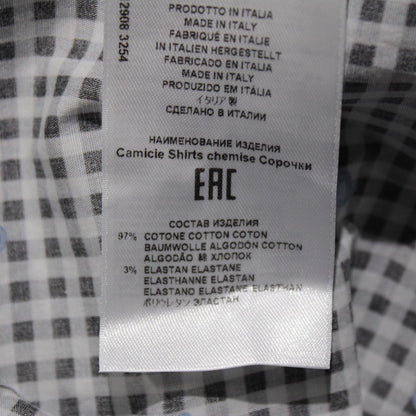 PRODOTTO IN ITALIA
MADE IN ITALY
FABRIQUÉ EN ITALIE
IN ITALIEN HERGESTELLT
FABRICADO EN ITALIA
MADE IN ITALY
PRODUZIDO EM ITÁLIA
イタリア製
СДЕЛАНО В ИТАЛИИ
2908 3254
НАИМЕНОВАНИЕ ИЗДЕЛИЯ
Camicie Shirts chemise Сорочки
EAC
СОСТАВ ИЗДЕЛИЯ
97% COTONE COTTON COTON
BAUMWOLLE ALGODÓN COTTON
ALGODÃO 綿 ХЛОПОК
3% ELASTAN ELASTANE
ELASTHANNE ELASTAN
ELASTANO ELASTANE ELASTHAN
ポリウレタン ЭЛАСТАН